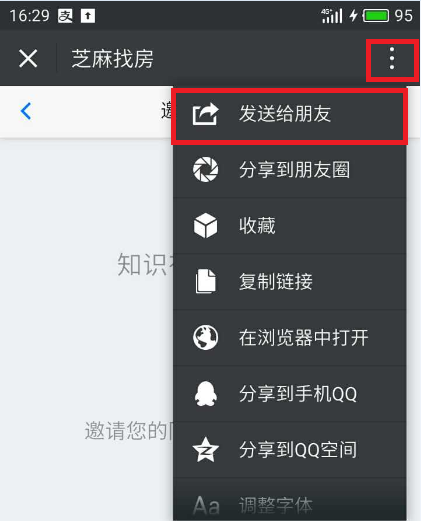 16:29 支 4G 95
芝麻找房
邀
发送给朋友
分享到朋友圈
知识
收藏
复制链接
在浏览器中打开
分享到手机QQ
邀请您的
分享到QQ空间
Aa 调整字体